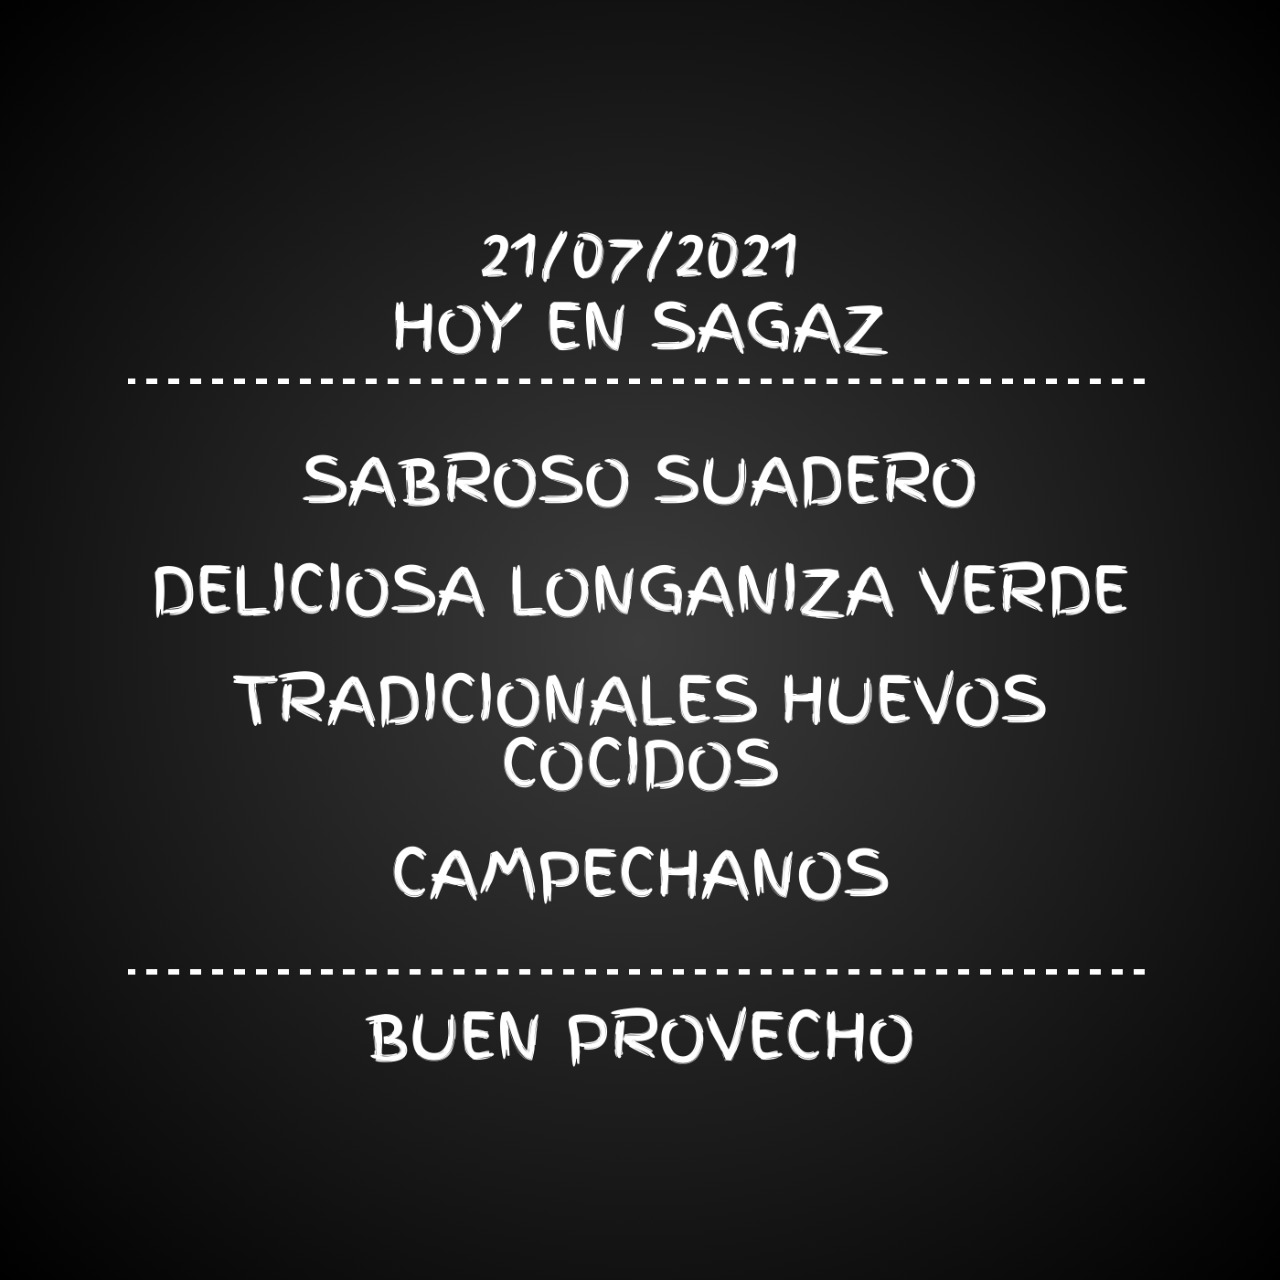 21/07/2021
HOY EN SAGAZ
SABROSO SUADERO
DELICIOSA LONGANIZA VERDE
TRADICIONALES HUEVOS
COCIDOS
CAMPECHANOS
BUEN PROVECHO